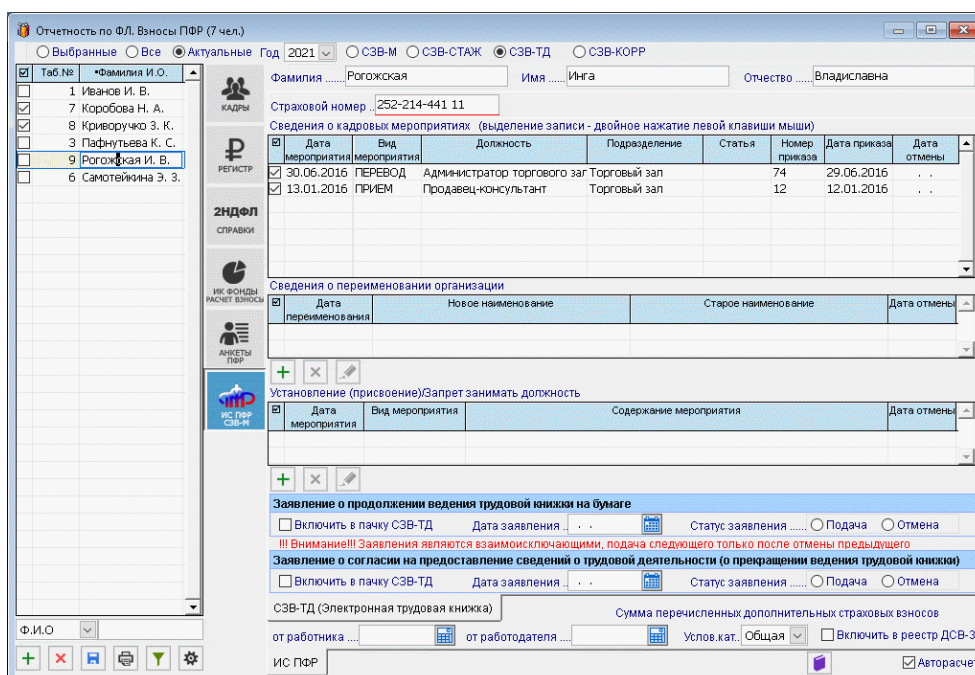 Отчетность по ФЛ. Взносы ПФР (7 чел.)
Выбранные Все Актуальные Год 2021 СЗВ-М СЗВ-СТАЖ СЗВ-ТД СЗВ-КОРР
Таб.№ •Фамилия И.О.
1 Иванов И. В.
7 Коробова Н. А.
8 Криворучко З. К.
3 Пафнутьева К. С.
9 Рогожская И. В.
6 Самотейкина Э. З.
Ф.И.О
КАДРЫ
РЕГИСТР
2НДФЛ
СПРАВКИ
ИК ФОНДЫ
РАСЧЕТ ВЗНОСЫ
АНКЕТЫ
ПФР
ИС ПФР
СЗВ-М
Фамилия ...... Рогожская Имя ..... Инга Отчество ..... Владиславна
Страховой номер .. 252-214-441 11
Сведения о кадровых мероприятиях (выделение записи - двойное нажатие левой клавиши мыши)
Дата мероприятия Вид мероприятия Должность Подразделение Статья Номер приказа Дата приказа Дата отмены
30.06.2016 ПЕРЕВОД Администратор торгового зал Торговый зал 74 29.06.2016 . .
13.01.2016 ПРИЕМ Продавец-консультант Торговый зал 12 12.01.2016 . .
Сведения о переименовании организации
Дата переименования Новое наименование Старое наименование Дата отмены
Установление (присвоение)/Запрет занимать должность
Дата мероприятия Вид мероприятия Содержание мероприятия Дата отмены
Заявление о продолжении ведения трудовой книжки на бумаге
Включить в пачку СЗВ-ТД Дата заявления .. . . Статус заявления ...... Подача Отмена
!!! Внимание!!! Заявления являются взаимоисключающими, подача следующего только после отмены предыдущего
Заявление о согласии на предоставление сведений о трудовой деятельности (о прекращении ведения трудовой книжки)
Включить в пачку СЗВ-ТД Дата заявления .. . . Статус заявления ...... Подача Отмена
СЗВ-ТД (Электронная трудовая книжка) Сумма перечисленных дополнительных страховых взносов
от работника .... от работодателя .... Услов.кат.. Общая Включить в реестр ДСВ-3
ИС ПФР Авторасчет